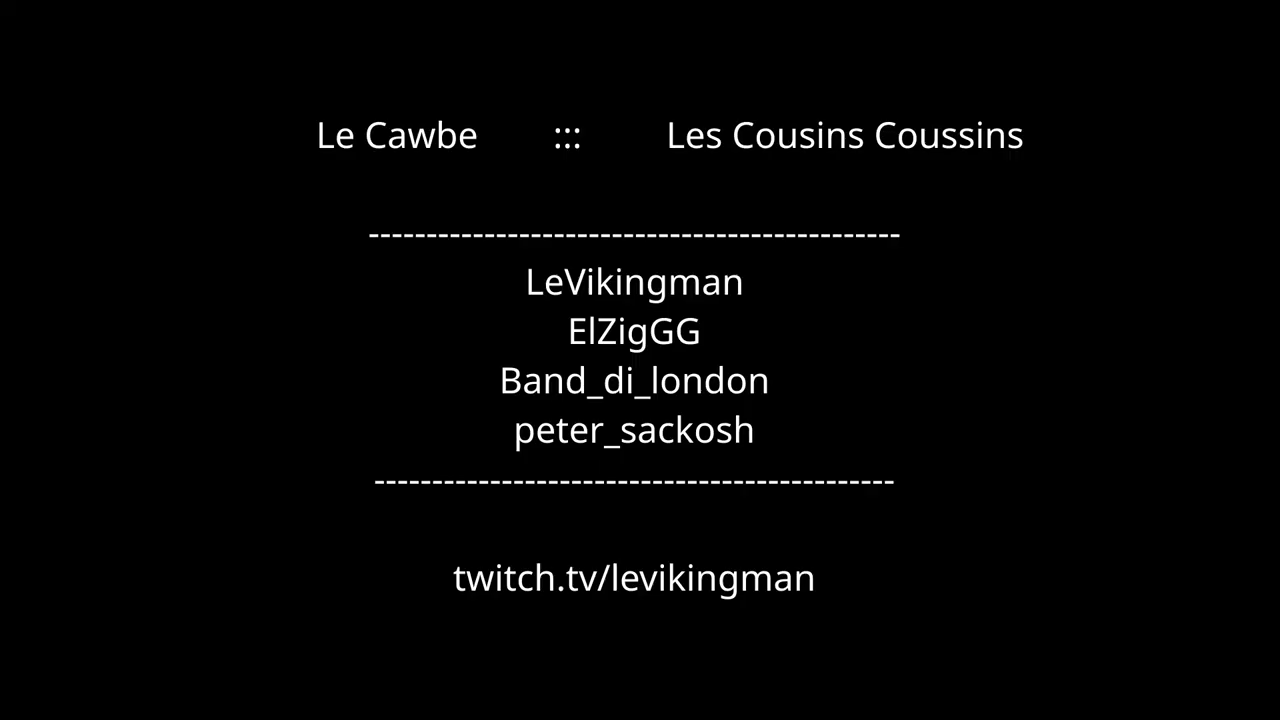 Le Cawbe ::: Les Cousins Coussins
----------------------------------------------
LeVikingman
ElZigGG
Band_di_london
peter_sackosh
---------------------------------------------
twitch.tv/levikingman